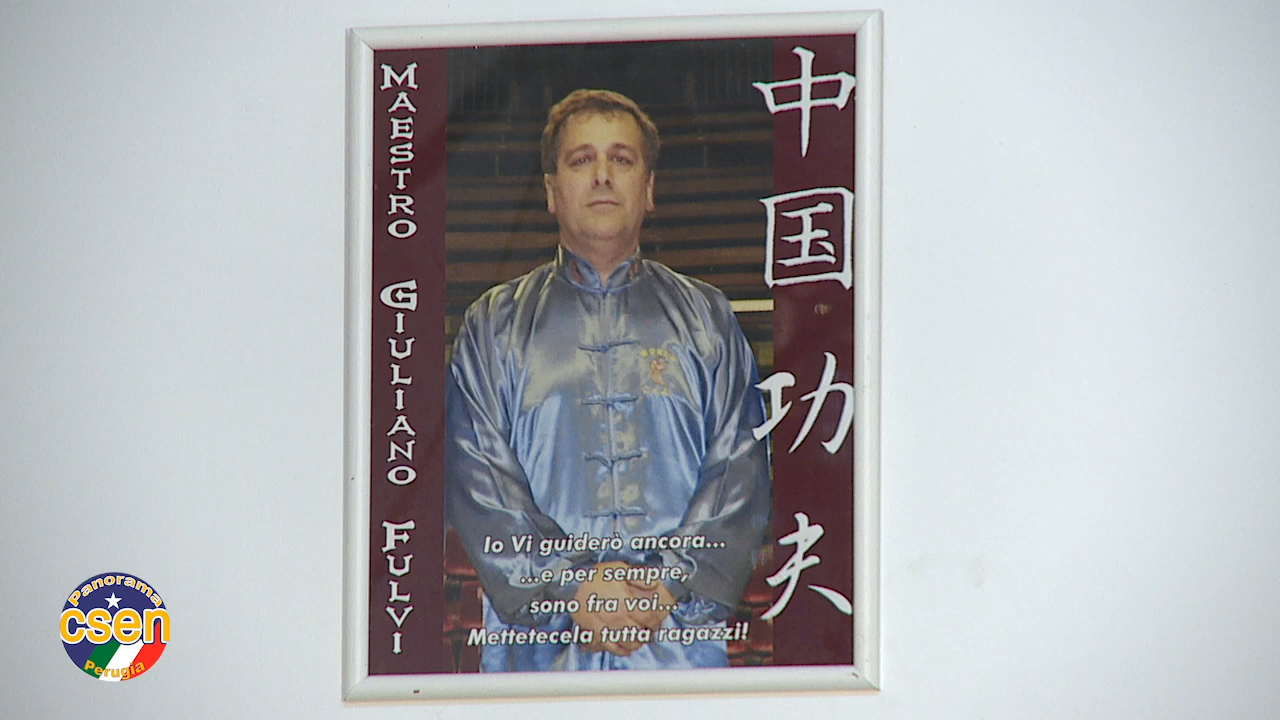 MAESTRO GIULIANO FULVI
中国功夫
Io Vi guiderò ancora...
...e per sempre,
sono fra voi...
Mettetecela tutta ragazzi!
Panorama
csen
Perugia